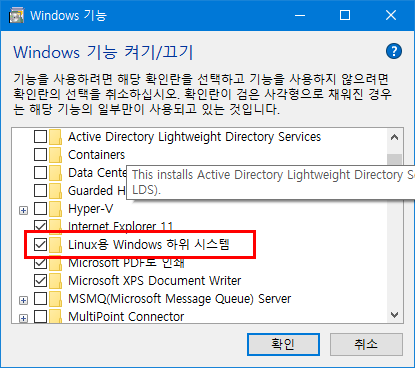 Windows 기능
Windows 기능 켜기/끄기
기능을 사용하려면 해당 확인란을 선택하고 기능을 사용하지 않으려면
확인란의 선택을 취소하십시오. 확인란이 검은 사각형으로 채워진 경우
는 해당 기능의 일부만이 사용되고 있는 것입니다.
Active Directory Lightweight Directory Services
Containers
Data Center
This installs Active Directory Lightweight Directory Se
LDS).
Guarded H
Hyper-V
Internet Explorer 11
Linux용 Windows 하위 시스템
Microsoft PDF로 인쇄
Microsoft XPS Document Writer
MSMQ(Microsoft Message Queue) Server
MultiPoint Connector
확인
취소